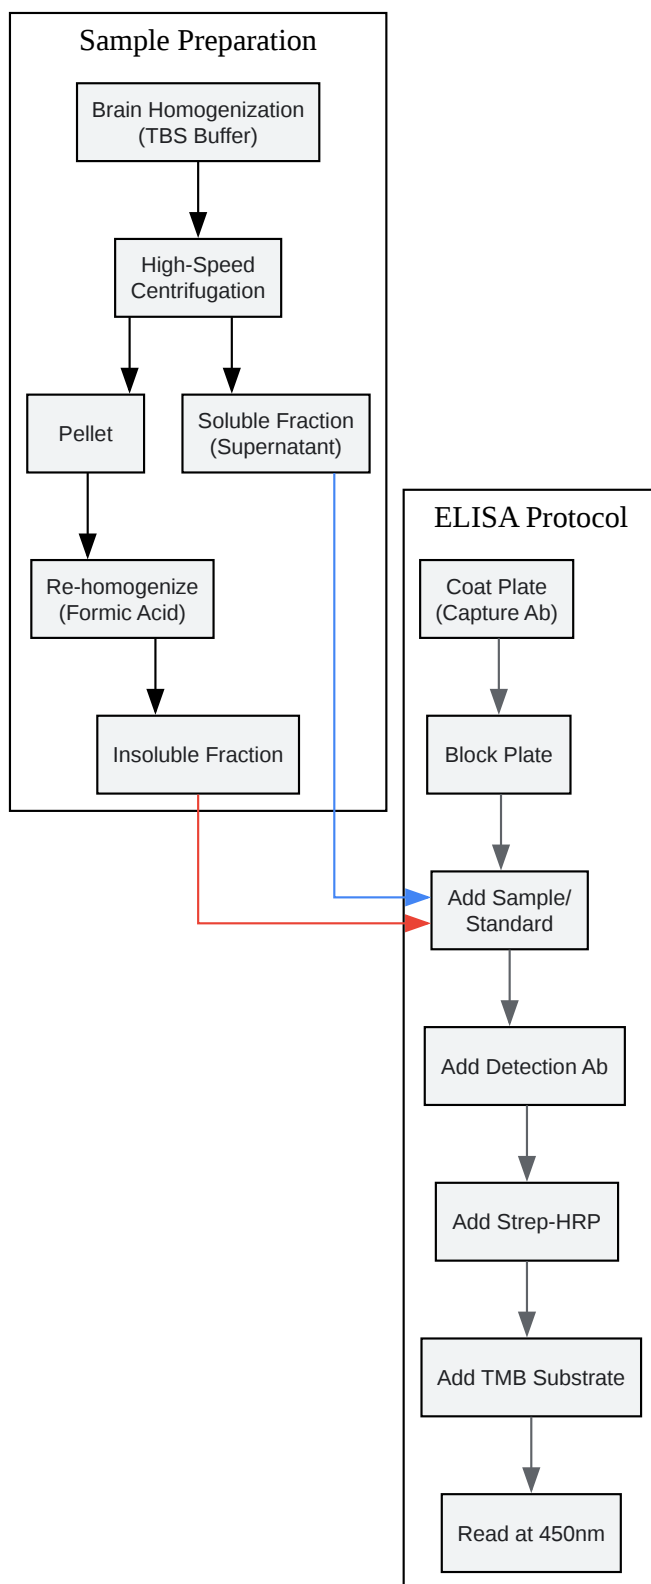 Sample Preparation
Brain Homogenization
(TBS Buffer)
High-Speed
Centrifugation
Pellet
Soluble Fraction
(Supernatant)
Re-homogenize
(Formic Acid)
Insoluble Fraction
ELISA Protocol
Coat Plate
(Capture Ab)
Block Plate
Add Sample/
Standard
Add Detection Ab
Add Strep-HRP
Add TMB Substrate
Read at 450nm